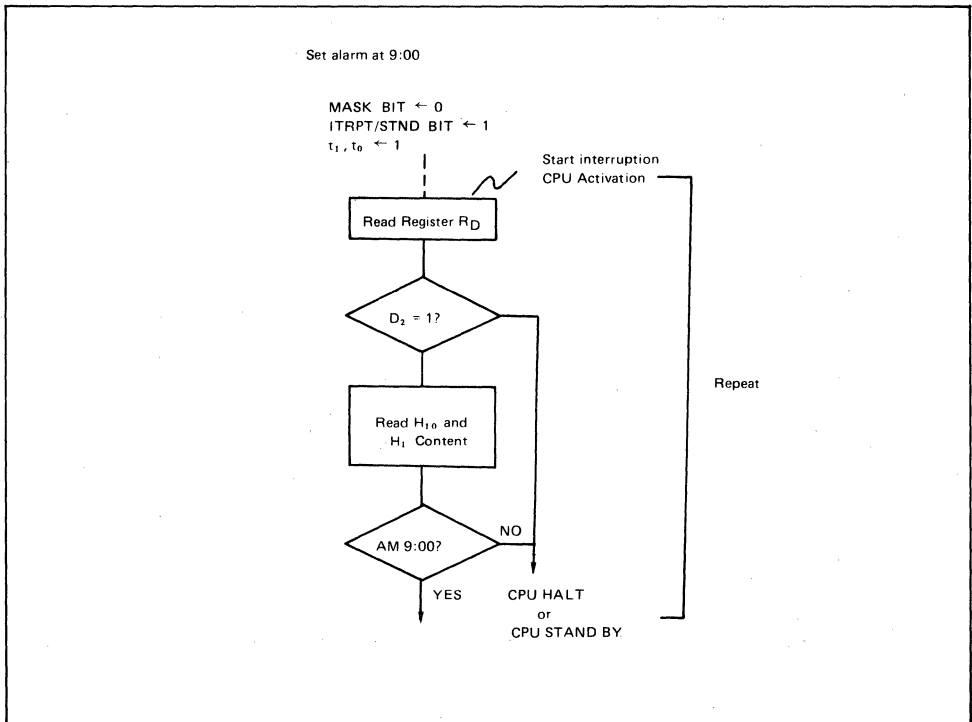 Set alarm at 9:00
MASK BIT ← 0
ITRPT/STND BIT ← 1
t₁, t₀ ← 1
Start interruption
CPU Activation
Read Register R_D
D₂ = 1?
Repeat
Read H₁₀ and
H₁ Content
AM 9:00?
NO
YES
CPU HALT
or
CPU STAND BY